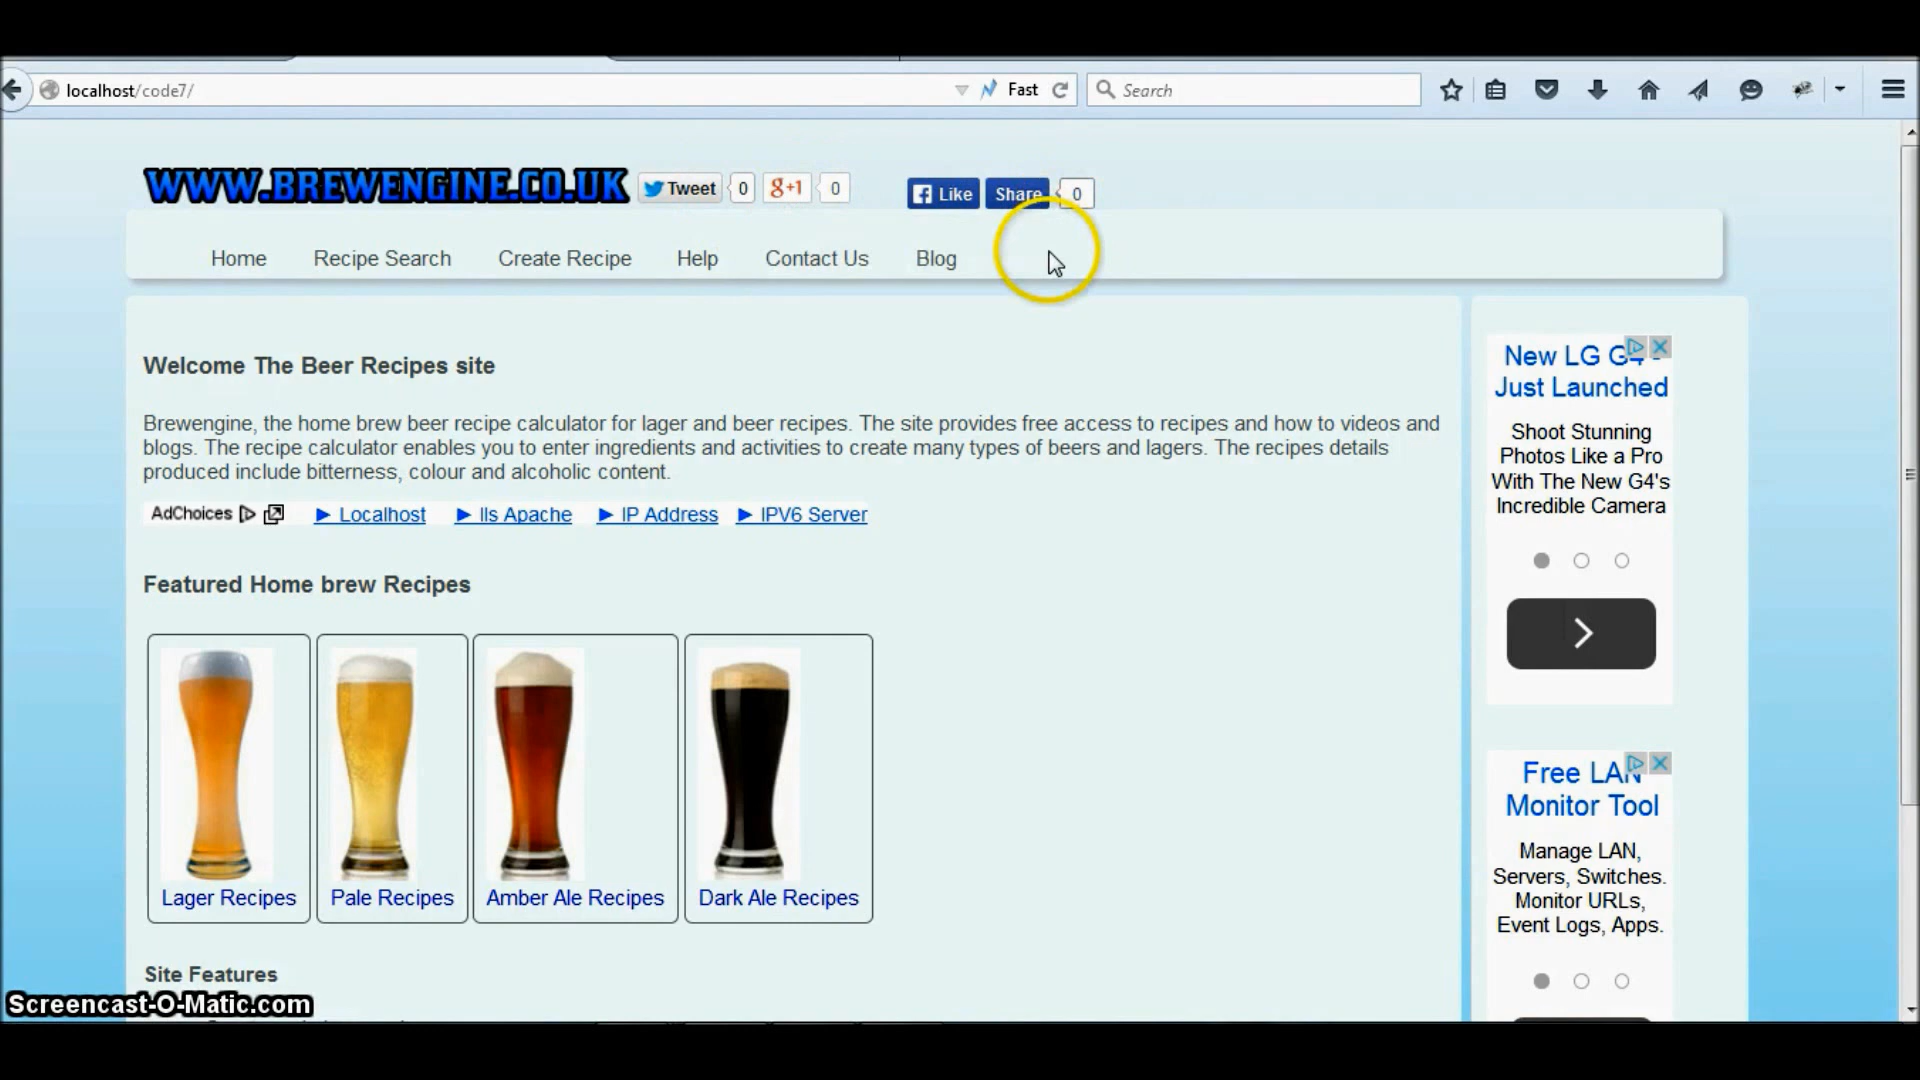 localhost/code7/
Fast
Search
WWW.BREWENGINE.CO.UK
Tweet 0
g+1 0
Like Share 0
Home Recipe Search Create Recipe Help Contact Us Blog
Welcome The Beer Recipes site
Brewengine, the home brew beer recipe calculator for lager and beer recipes. The site provides free access to recipes and how to videos and
blogs. The recipe calculator enables you to enter ingredients and activities to create many types of beers and lagers. The recipes details
produced include bitterness, colour and alcoholic content.
AdChoices ► Localhost ► IIs Apache ► IP Address ► IPV6 Server
Featured Home brew Recipes
Lager Recipes Pale Recipes Amber Ale Recipes Dark Ale Recipes
Site Features
New LG G4 -
Just Launched
Shoot Stunning
Photos Like a Pro
With The New G4's
Incredible Camera
Free LAN
Monitor Tool
Manage LAN,
Servers, Switches.
Monitor URLs,
Event Logs, Apps.
Screencast-O-Matic.com